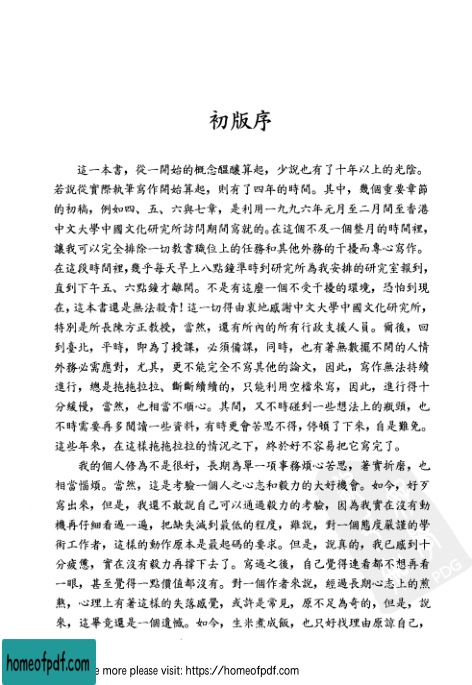 初版序
這一本書，從一開始的概念醞釀算起，少說也有了十年以上的光陰。
若說從實際執筆寫作開始算起，則有了四年的時間。其中，幾個重要章節
的初稿，例如四、五、六與七章，是利用一九九六年元月至二月間至香港
中文大學中國文化研究所訪問期間寫就的。在這個不及一個整月的時間裡，
讓我可以完全排除一切教書職位上的任務和其他外務的干擾而專心寫作。
在這段時間裡，幾乎每天早上八點鐘準時到研究所為我安排的研究室報到，
直到下午五、六點鐘才離開。不是有這麼一個不受干擾的環境，恐怕到現
在，這本書還是無法殺青！這一切得由衷地感謝中文大學中國文化研究所，
特別是所長陳方正教授，當然，還有所內的所有行政支援人員。爾後，回
到臺北，平時，即為了授課，必須備課，同時，也有著無數擺不開的人情
外務必需應對，尤其，更不能完全不寫其他的論文，因此，寫作無法持續
進行，總是拖拖拉拉、斷斷續續的，只能利用空檔來寫，因此，進行得十
分緩慢，當然，也相當不順心。其間，又不時碰到一些想法上的瓶頸，也
不時需要再多閱讀一些資料，有時更會苦思不得，停頓了下來，自是難免。
這些年來，在這樣拖拖拉拉的情況之下，終於好不容易把它寫完了。
我的個人修為不是很好，長期為單一項事務煩心苦思，著實折磨，也
相當惱煩。當然，這是考驗一個人之心志和毅力的大好機會。如今，好歹
寫出來，但是，我還不敢說自己可以通過毅力的考驗，因為我實在沒有動
機再仔細看過一遍，把缺失減到最低的程度，雖說，對一個態度嚴謹的學
術工作者，這樣的動作原本是最起碼的要求。但是，說真的，我已感到十
分疲憊，實在沒有毅力再撐下去了。寫過之後，自己覺得連看都不想再看
一眼，甚至覺得一點價值都沒有。對一個作者來說，經過長期心志上的煎
熬，心理上有著這樣的失落感覺，或許是常見，原不足為奇的，但是，說
來，這畢竟還是一個遺憾。如今，生米煮成飯，也只好找理由原諒自己，
homeofpdf.com
e more please visit: https://homeofpdf.com
PDG